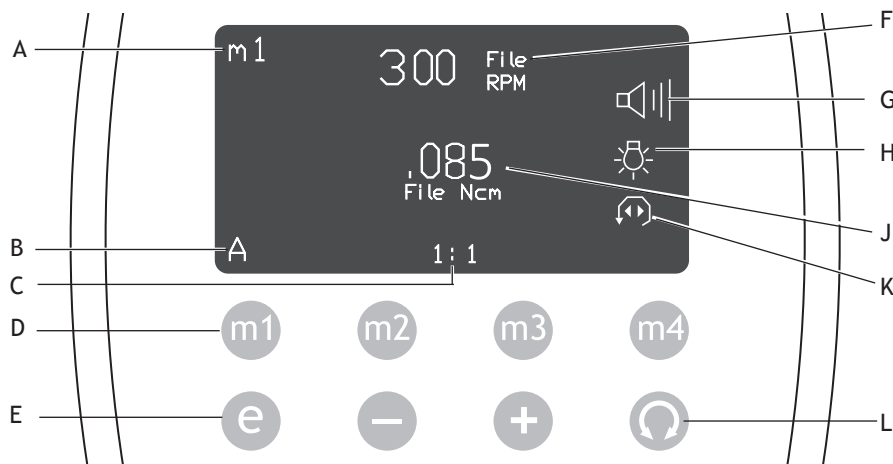 A
m1
300
File
RPM
F
G
H
.085
File Ncm
J
B
A
1:1
K
C
D
m1
m2
m3
m4
E
e
−
+
L